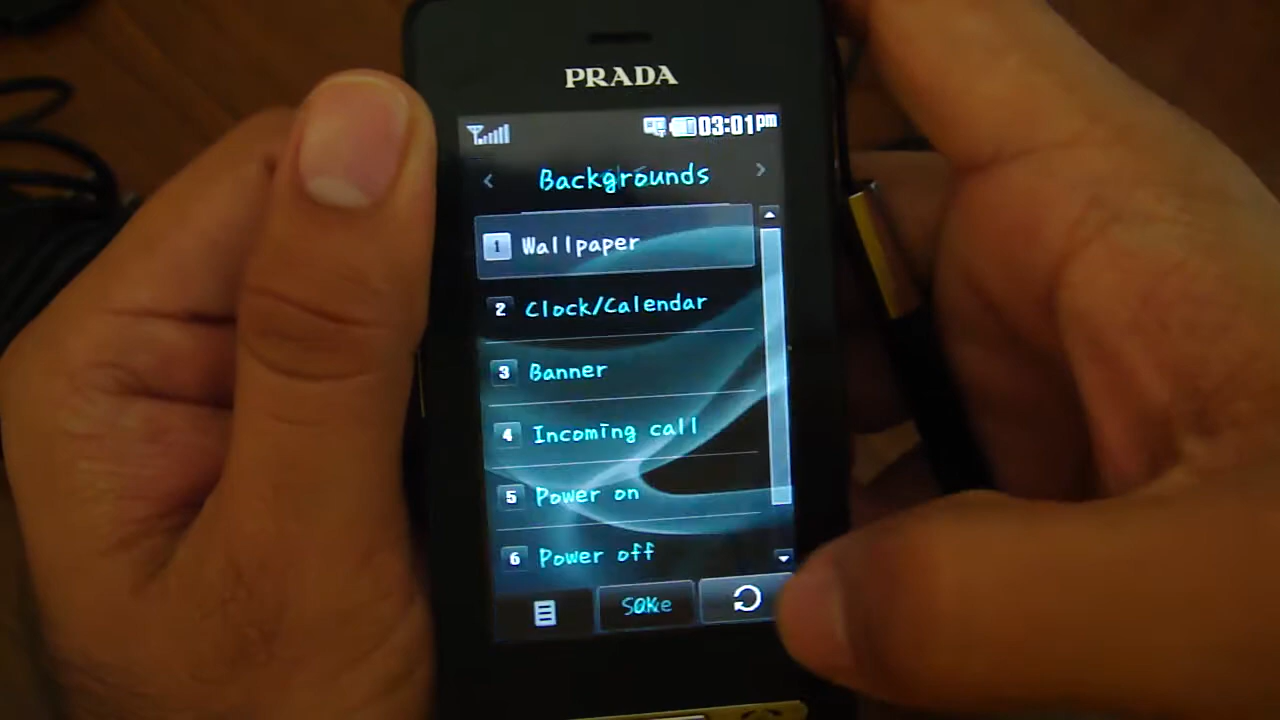 PRADA
03:01pm
Backgrounds
1 Wallpaper
2 Clock/Calendar
3 Banner
4 Incoming call
5 Power on
6 Power off